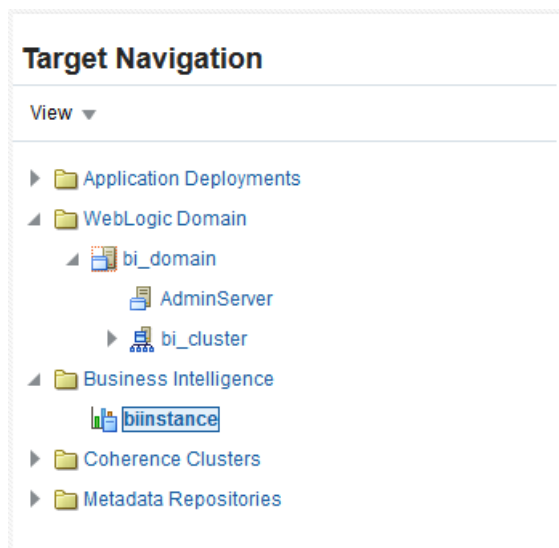 Target Navigation
View
Application Deployments
WebLogic Domain
bi_domain
AdminServer
bi_cluster
Business Intelligence
biinstance
Coherence Clusters
Metadata Repositories